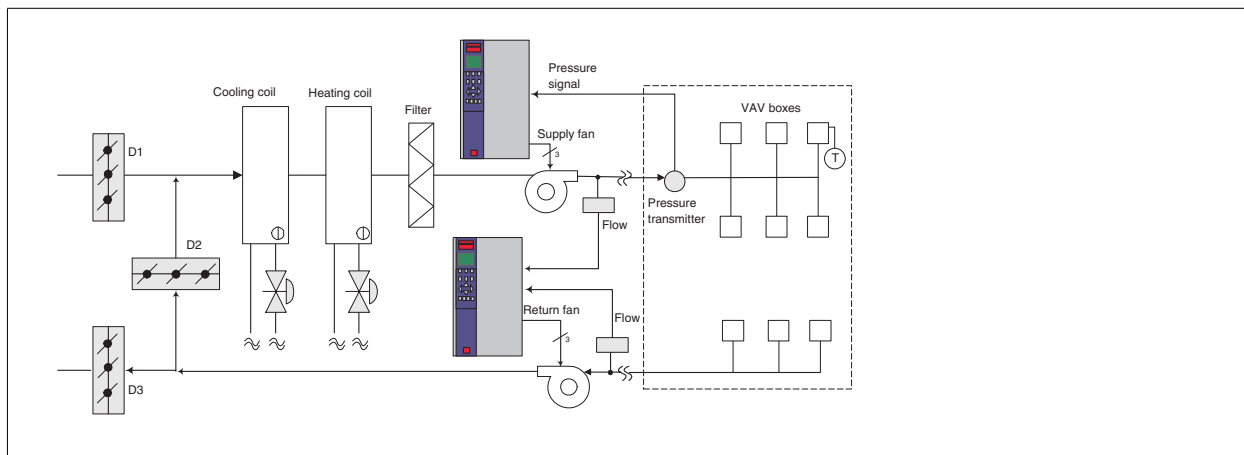 Cooling coil
Heating coil
Filter
Pressure
signal
VAV boxes
D1
Supply fan
3
T
Pressure
transmitter
Flow
D2
Return fan
3
Flow
D3